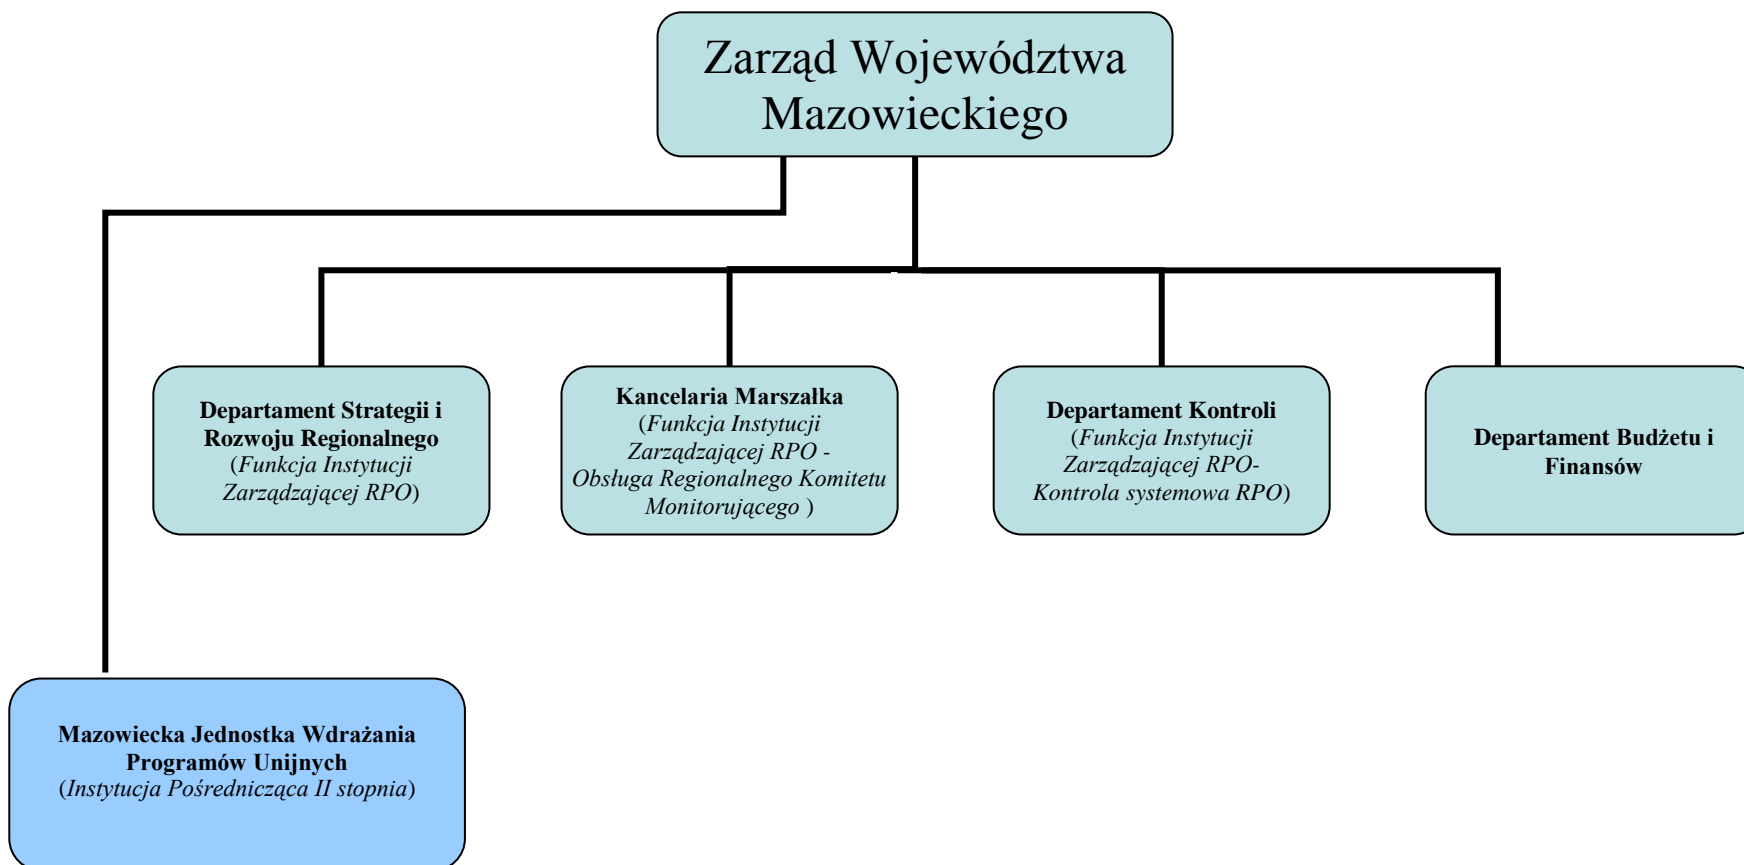 Zarząd Województwa
Mazowieckiego
Departament Strategii i
Rozwoju Regionalnego
(Funkcja Instytucji
Zarządzającej RPO)
Kancelaria Marszałka
(Funkcja Instytucji
Zarządzającej RPO -
Obsługa Regionalnego Komitetu
Monitorującego )
Departament Kontroli
(Funkcja Instytucji
Zarządzającej RPO-
Kontrola systemowa RPO)
Departament Budżetu i
Finansów
Mazowiecka Jednostka Wdrażania
Programów Unijnych
(Instytucja Pośrednicząca II stopnia)